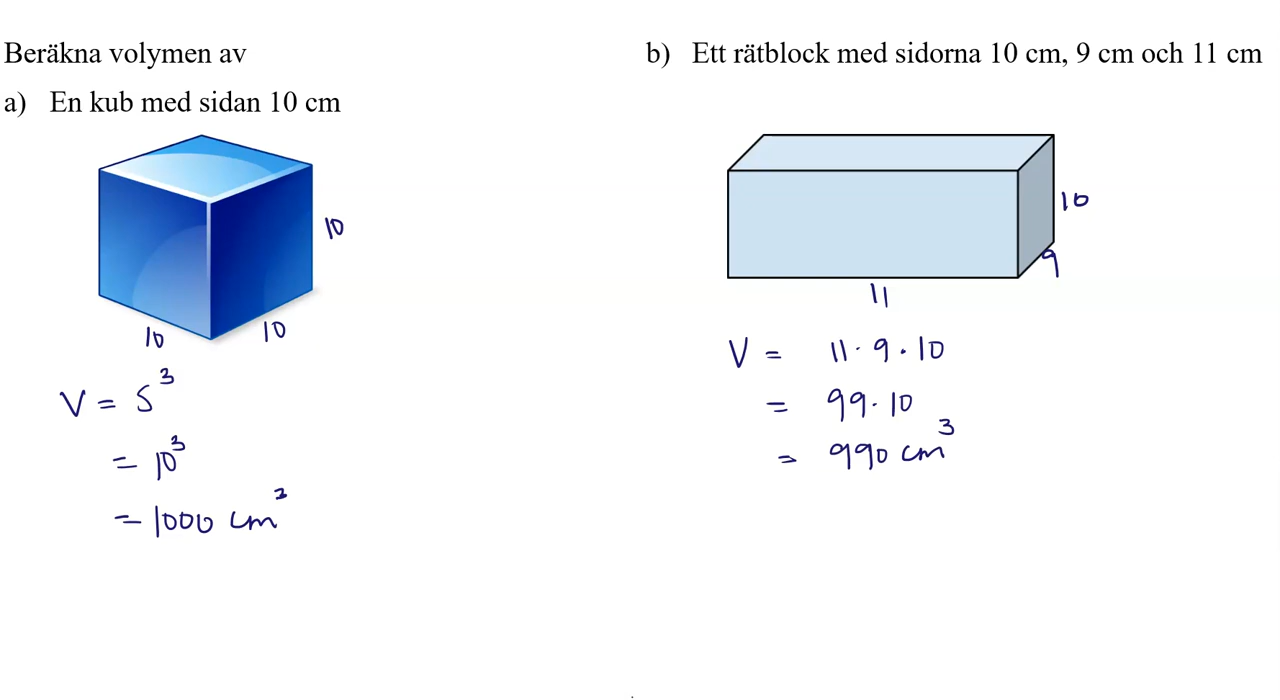 Beräkna volymen av
a) En kub med sidan 10 cm
10
10
10
V = s³
= 10³
= 1000 cm²
b) Ett rätblock med sidorna 10 cm, 9 cm och 11 cm
10
9
11
V = 11 · 9 · 10
= 99 · 10
= 990 cm³